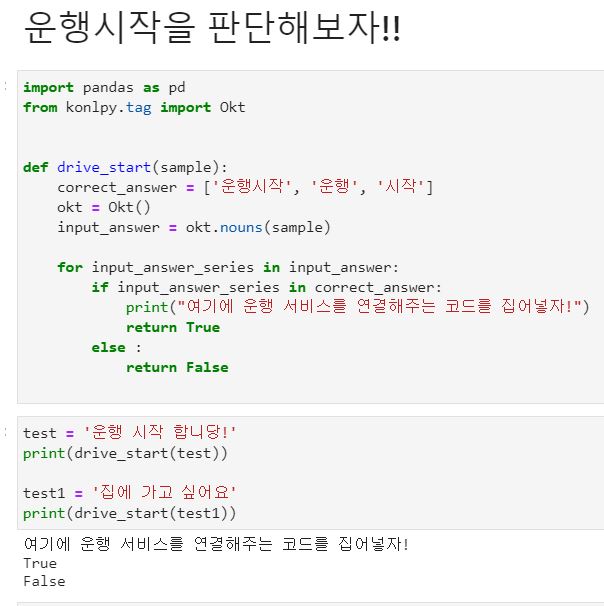 운행시작을 판단해보자!!
import pandas as pd
from konlpy.tag import Okt
def drive_start(sample):
    correct_answer = ['운행시작', '운행', '시작']
    okt = Okt()
    input_answer = okt.nouns(sample)
    for input_answer_series in input_answer:
        if input_answer_series in correct_answer:
            print("여기에 운행 서비스를 연결해주는 코드를 집어넣자!")
            return True
        else :
            return False
test = '운행 시작 합니당!'
print(drive_start(test))
test1 = '집에 가고 싶어요'
print(drive_start(test1))
여기에 운행 서비스를 연결해주는 코드를 집어넣자!
True
False